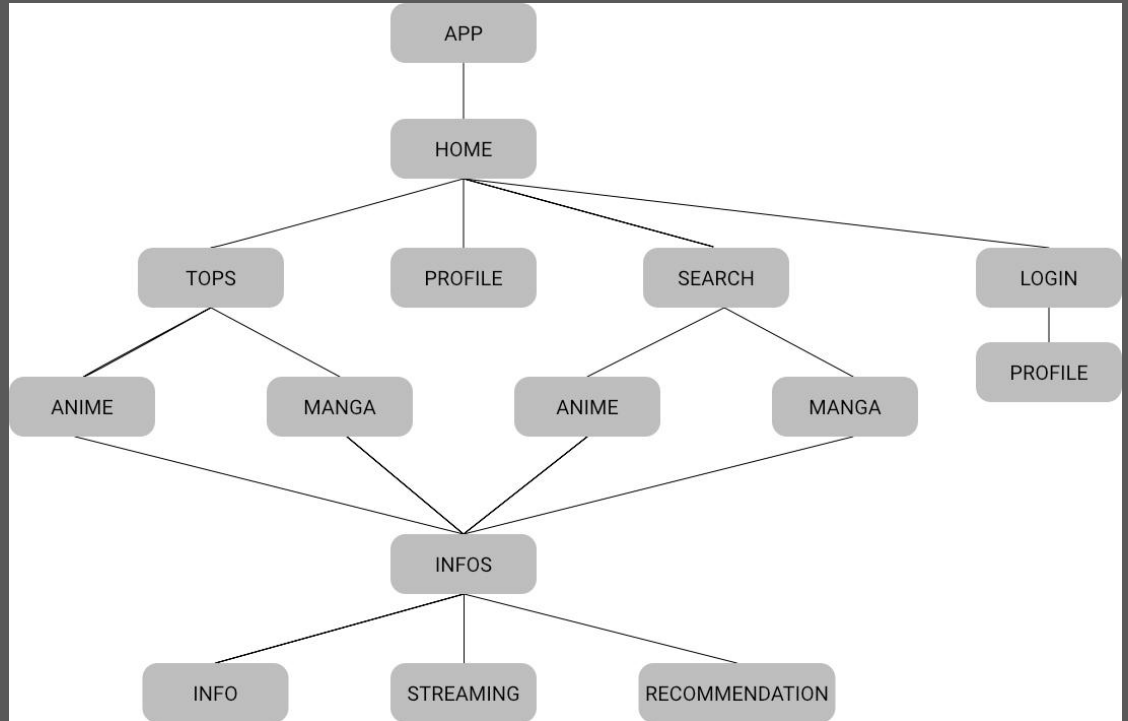 APP
HOME
TOPS
PROFILE
SEARCH
LOGIN
PROFILE
ANIME
MANGA
ANIME
MANGA
INFOS
INFO
STREAMING
RECOMMENDATION